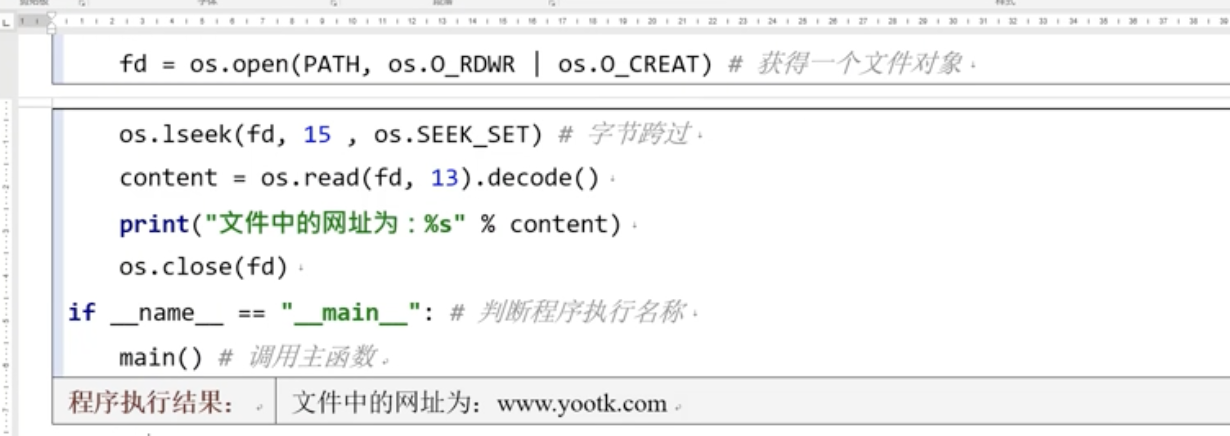 fd = os.open(PATH, os.O_RDWR | os.O_CREAT) # 获得一个文件对象
os.lseek(fd, 15 , os.SEEK_SET) # 字节跨过
content = os.read(fd, 13).decode()
print("文件中的网址为：%s" % content)
os.close(fd)
if __name__ == "__main__": # 判断程序执行名称
main() # 调用主函数
程序执行结果： 文件中的网址为：www.yootk.com